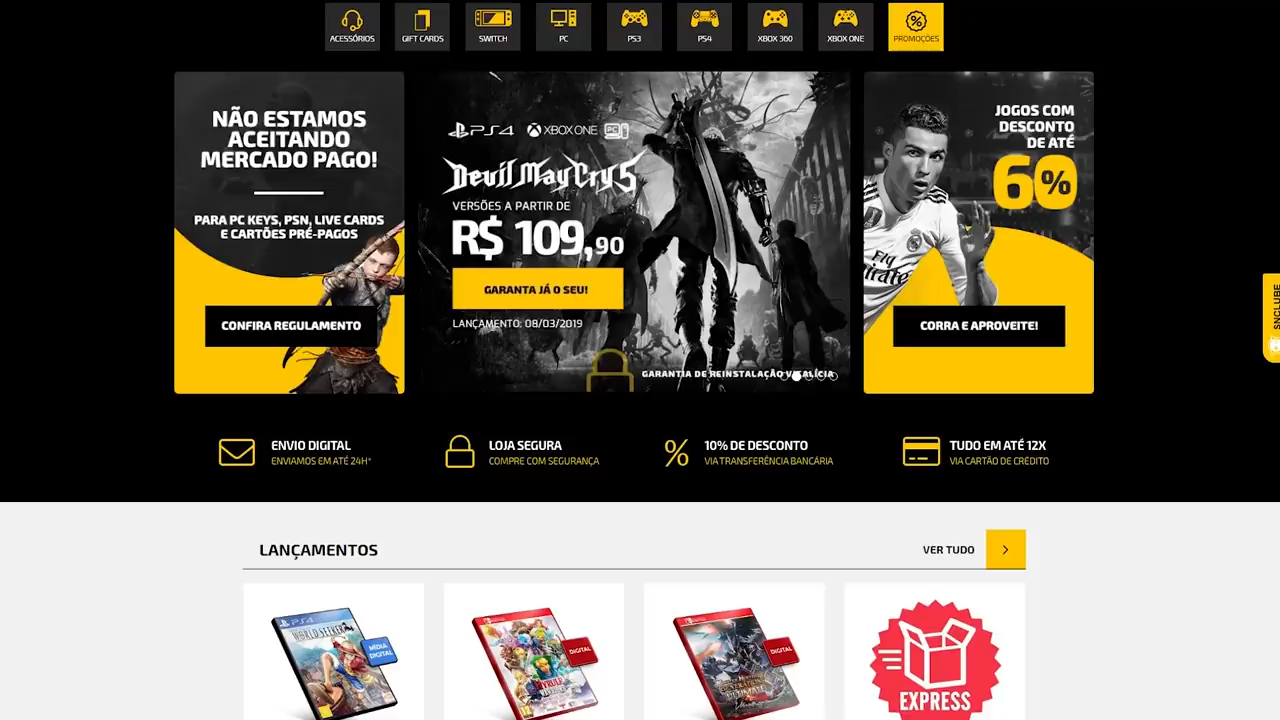 ACESSÓRIOS
GIFT CARDS
SWITCH
PC
PS3
PS4
XBOX 360
XBOX ONE
PROMOÇÕES
NÃO ESTAMOS
ACEITANDO
MERCADO PAGO!
PARA PC KEYS, PSN, LIVE CARDS
E CARTÕES PRÉ-PAGOS
CONFIRA REGULAMENTO
PS4 XBOX ONE PC
Devil May Cry 5
VERSÕES A PARTIR DE
R$ 109,90
GARANTA JÁ O SEU!
LANÇAMENTO: 08/03/2019
GARANTIA DE REINSTALAÇÃO VITALÍCIA
JOGOS COM
DESCONTO
DE ATÉ
60%
Fly
Emirates
CORRA E APROVEITE!
SNCLUBE
ENVIO DIGITAL
ENVIAMOS EM ATÉ 24H*
LOJA SEGURA
COMPRE COM SEGURANÇA
10% DE DESCONTO
VIA TRANSFERÊNCIA BANCÁRIA
TUDO EM ATÉ 12X
VIA CARTÃO DE CRÉDITO
LANÇAMENTOS
VER TUDO
PS4
WORLD SEEKER
MÍDIA
DIGITAL
HYRULE
DIGITAL
GENERATIONS
ULTIMATE
DIGITAL
EXPRESS